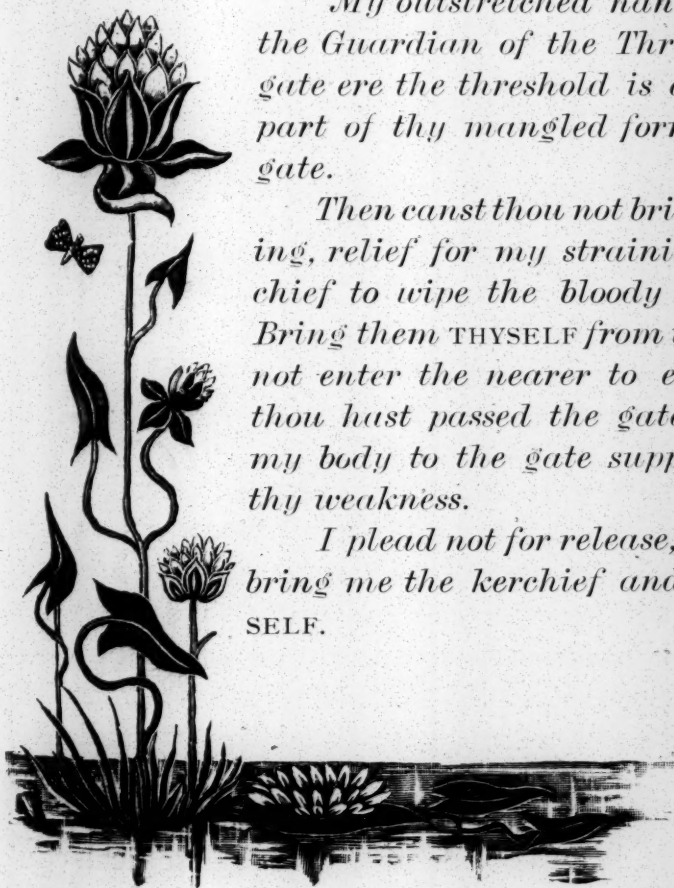 My outstretched han
the Guardian of the Thr
gate ere the threshold is
part of thy mangled for
gate.
Then canst thou not bri
ing, relief for my straini
chief to wipe the bloody
Bring them THYSELF from
not enter the nearer to e
thou hast passed the gat
my body to the gate supp
thy weakness.
I plead not for release,
bring me the kerchief and
SELF.